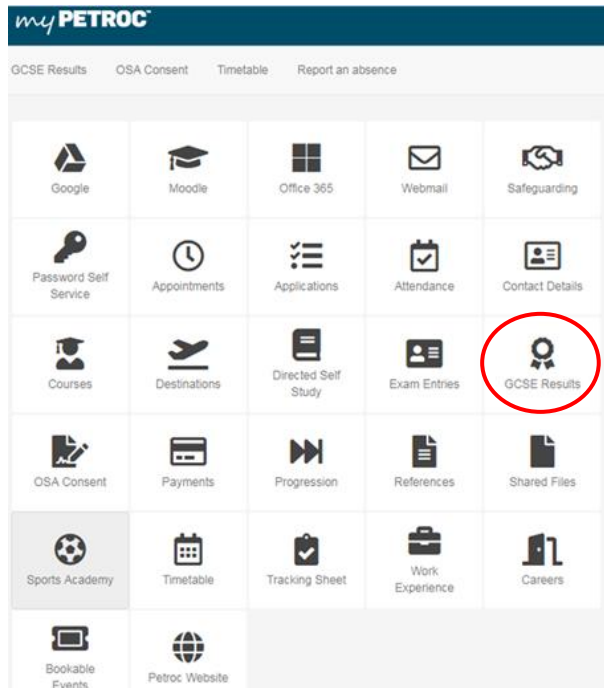 my PETROC
GCSE Results OSA Consent Timetable Report an absence
Google Moodle Office 365 Webmail Safeguarding
Password Self
Service
Appointments Applications Attendance Contact Details
Courses Destinations
Directed Self
Study
Exam Entries GCSE Results
OSA Consent Payments Progression References Shared Files
Sports Academy Timetable Tracking Sheet
Work
Experience
Careers
Bookable
Events
Petroc Website